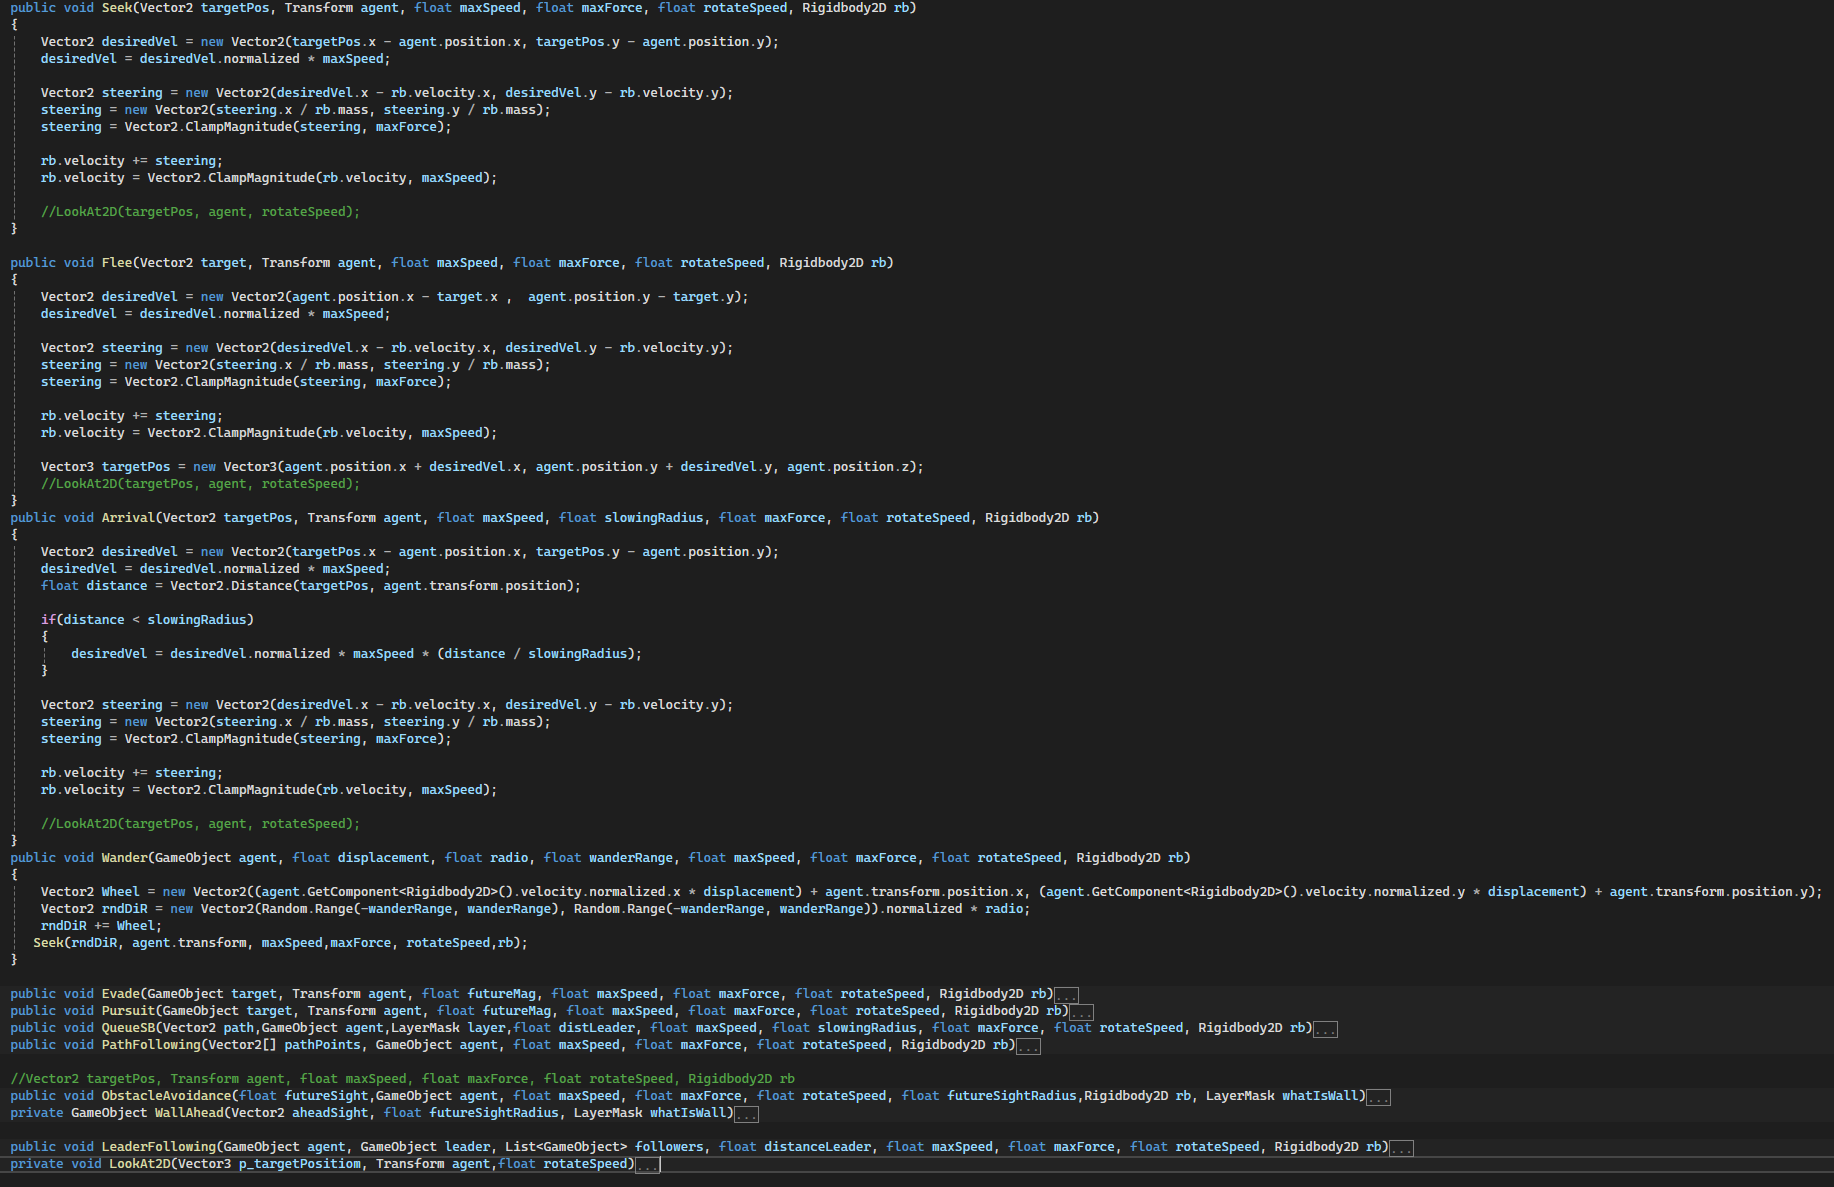 public void Seek(Vector2 targetPos, Transform agent, float maxSpeed, float maxForce, float rotateSpeed, Rigidbody2D rb)
{
    Vector2 desiredVel = new Vector2(targetPos.x - agent.position.x, targetPos.y - agent.position.y);
    desiredVel = desiredVel.normalized * maxSpeed;

    Vector2 steering = new Vector2(desiredVel.x - rb.velocity.x, desiredVel.y - rb.velocity.y);
    steering = new Vector2(steering.x / rb.mass, steering.y / rb.mass);
    steering = Vector2.ClampMagnitude(steering, maxForce);

    rb.velocity += steering;
    rb.velocity = Vector2.ClampMagnitude(rb.velocity, maxSpeed);

    //LookAt2D(targetPos, agent, rotateSpeed);
}

public void Flee(Vector2 target, Transform agent, float maxSpeed, float maxForce, float rotateSpeed, Rigidbody2D rb)
{
    Vector2 desiredVel = new Vector2(agent.position.x - target.x ,  agent.position.y - target.y);
    desiredVel = desiredVel.normalized * maxSpeed;

    Vector2 steering = new Vector2(desiredVel.x - rb.velocity.x, desiredVel.y - rb.velocity.y);
    steering = new Vector2(steering.x / rb.mass, steering.y / rb.mass);
    steering = Vector2.ClampMagnitude(steering, maxForce);

    rb.velocity += steering;
    rb.velocity = Vector2.ClampMagnitude(rb.velocity, maxSpeed);

    Vector3 targetPos = new Vector3(agent.position.x + desiredVel.x, agent.position.y + desiredVel.y, agent.position.z);
    //LookAt2D(targetPos, agent, rotateSpeed);
}
public void Arrival(Vector2 targetPos, Transform agent, float maxSpeed, float slowingRadius, float maxForce, float rotateSpeed, Rigidbody2D rb)
{
    Vector2 desiredVel = new Vector2(targetPos.x - agent.position.x, targetPos.y - agent.position.y);
    desiredVel = desiredVel.normalized * maxSpeed;
    float distance = Vector2.Distance(targetPos, agent.transform.position);

    if(distance < slowingRadius)
    {
        desiredVel = desiredVel.normalized * maxSpeed * (distance / slowingRadius);
    }

    Vector2 steering = new Vector2(desiredVel.x - rb.velocity.x, desiredVel.y - rb.velocity.y);
    steering = new Vector2(steering.x / rb.mass, steering.y / rb.mass);
    steering = Vector2.ClampMagnitude(steering, maxForce);

    rb.velocity += steering;
    rb.velocity = Vector2.ClampMagnitude(rb.velocity, maxSpeed);

    //LookAt2D(targetPos, agent, rotateSpeed);
}
public void Wander(GameObject agent, float displacement, float radio, float wanderRange, float maxSpeed, float maxForce, float rotateSpeed, Rigidbody2D rb)
{
    Vector2 Wheel = new Vector2((agent.GetComponent<Rigidbody2D>().velocity.normalized.x * displacement) + agent.transform.position.x, (agent.GetComponent<Rigidbody2D>().velocity.normalized.y * displacement) + agent.transform.position.y);
    Vector2 rndDiR = new Vector2(Random.Range(-wanderRange, wanderRange), Random.Range(-wanderRange, wanderRange)).normalized * radio;
    rndDiR += Wheel;
   Seek(rndDiR, agent.transform, maxSpeed,maxForce, rotateSpeed,rb);
}

public void Evade(GameObject target, Transform agent, float futureMag, float maxSpeed, float maxForce, float rotateSpeed, Rigidbody2D rb)...
public void Pursuit(GameObject target, Transform agent, float futureMag, float maxSpeed, float maxForce, float rotateSpeed, Rigidbody2D rb)...
public void QueueSB(Vector2 path,GameObject agent,LayerMask layer,float distLeader, float maxSpeed, float slowingRadius, float maxForce, float rotateSpeed, Rigidbody2D rb)...
public void PathFollowing(Vector2[] pathPoints, GameObject agent, float maxSpeed, float maxForce, float rotateSpeed, Rigidbody2D rb)...

//Vector2 targetPos, Transform agent, float maxSpeed, float maxForce, float rotateSpeed, Rigidbody2D rb
public void ObstacleAvoidance(float futureSight,GameObject agent, float maxSpeed, float maxForce, float rotateSpeed, float futureSightRadius,Rigidbody2D rb, LayerMask whatIsWall)...
private GameObject WallAhead(Vector2 aheadSight, float futureSightRadius, LayerMask whatIsWall)...

public void LeaderFollowing(GameObject agent, GameObject leader, List<GameObject> followers, float distanceLeader, float maxSpeed, float maxForce, float rotateSpeed, Rigidbody2D rb)...
private void LookAt2D(Vector3 p_targetPositiom, Transform agent,float rotateSpeed)...